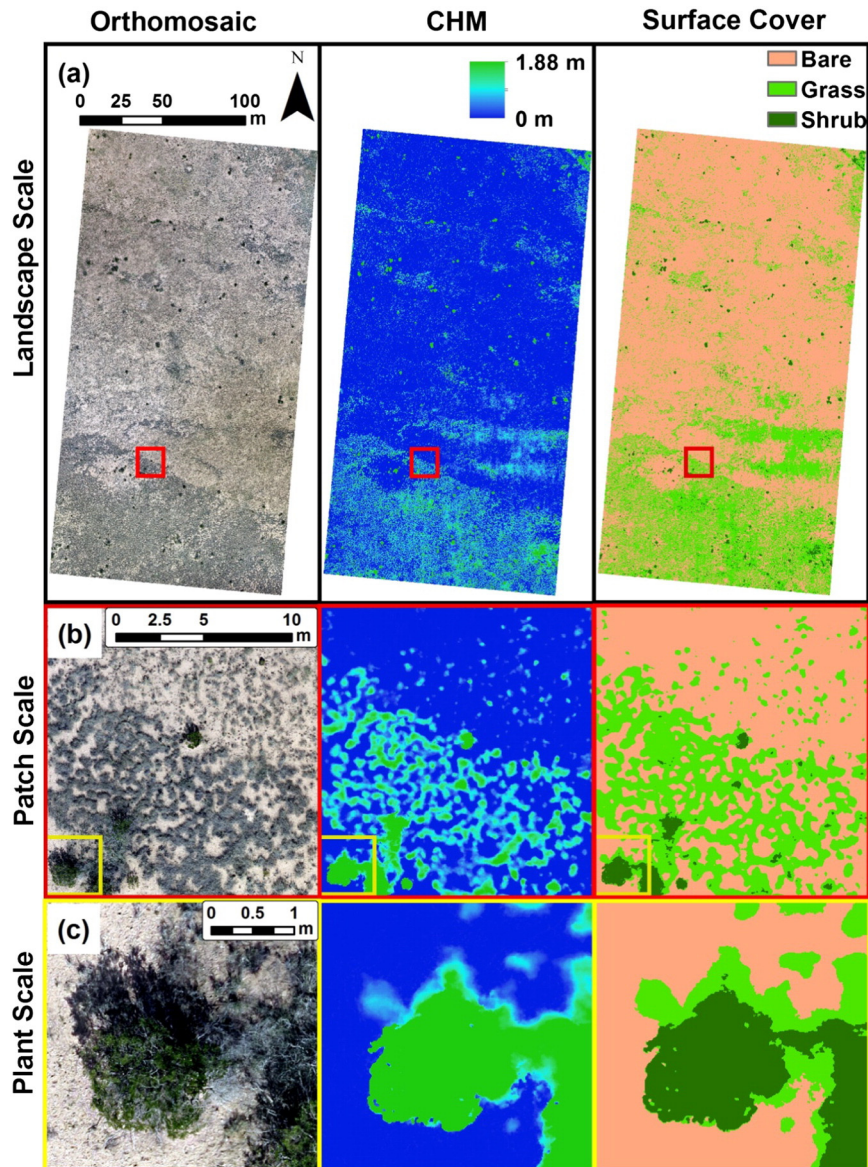 Orthomosaic
CHM
Surface Cover
Landscape Scale
(a)
N
0 25 50 100
m
1.88 m
0 m
Bare
Grass
Shrub
Patch Scale
(b)
0 2.5 5 10
m
Plant Scale
(c)
0 0.5 1
m